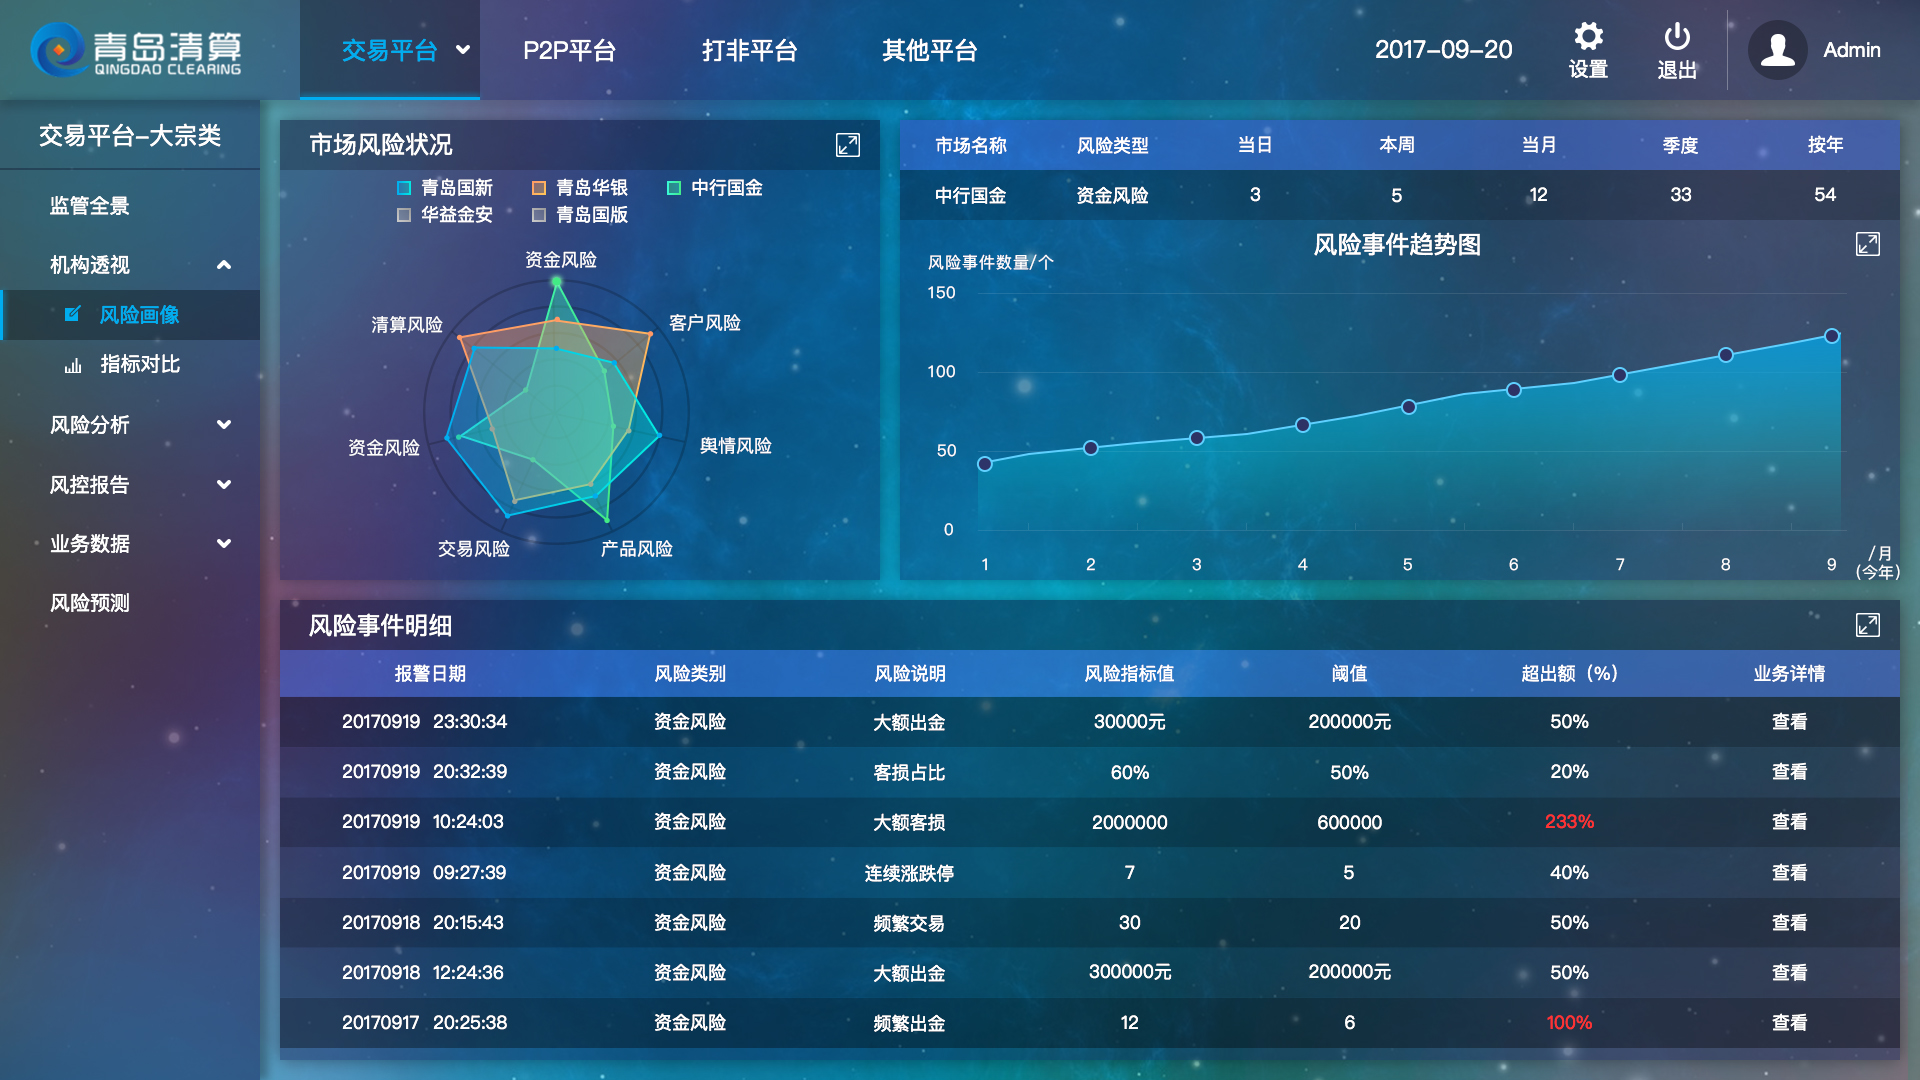 青岛清算
QINGDAO CLEARING
交易平台 P2P平台 打非平台 其他平台
2017-09-20
设置
退出
Admin
交易平台-大宗类
监管全景
机构透视
风险画像
指标对比
风险分析
风控报告
业务数据
风险预测
市场风险状况
青岛国新 青岛华银 中行国金
华益金安 青岛国版
资金风险
客户风险
舆情风险
产品风险
交易风险
资金风险
清算风险
市场名称 风险类型 当日 本周 当月 季度 按年
中行国金 资金风险 3 5 12 33 54
风险事件趋势图
风险事件数量/个
150
100
50
0
1 2 3 4 5 6 7 8 9
/月
(今年)
风险事件明细
报警日期 风险类别 风险说明 风险指标值 阈值 超出额（%） 业务详情
20170919 23:30:34 资金风险 大额出金 30000元 200000元 50% 查看
20170919 20:32:39 资金风险 客损占比 60% 50% 20% 查看
20170919 10:24:03 资金风险 大额客损 2000000 600000 233% 查看
20170919 09:27:39 资金风险 连续涨跌停 7 5 40% 查看
20170918 20:15:43 资金风险 频繁交易 30 20 50% 查看
20170918 12:24:36 资金风险 大额出金 300000元 200000元 50% 查看
20170917 20:25:38 资金风险 频繁出金 12 6 100% 查看